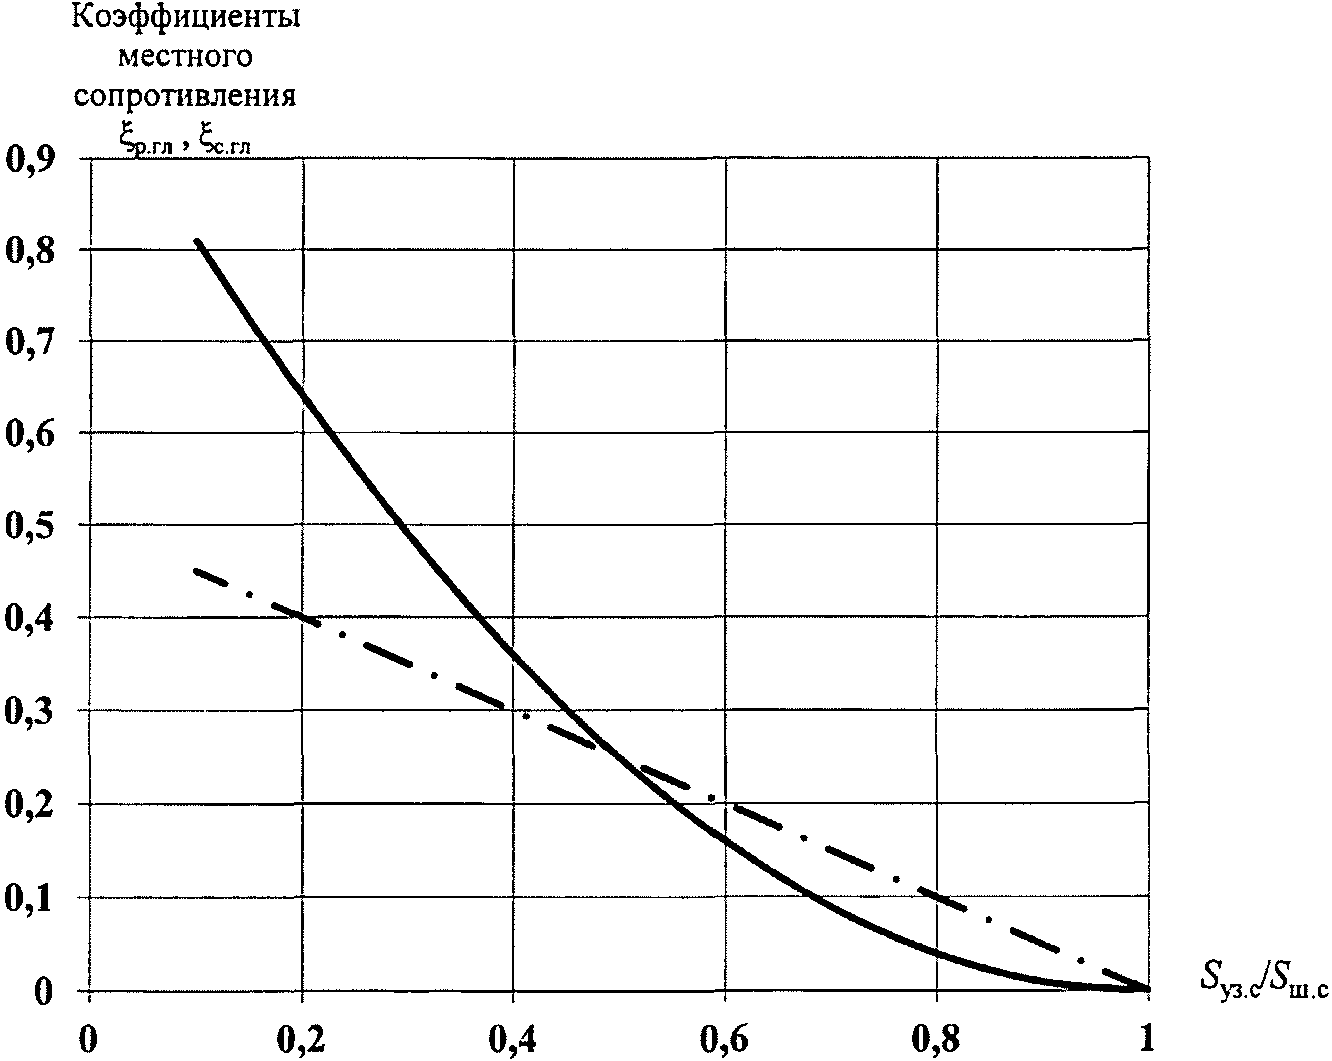 Коэффициенты
местного
сопротивления
ξр.гл , ξс.гл
0,9
0,8
0,7
0,6
0,5
0,4
0,3
0,2
0,1
0
0 0,2 0,4 0,6 0,8 1
Sуз.с/Sш.с